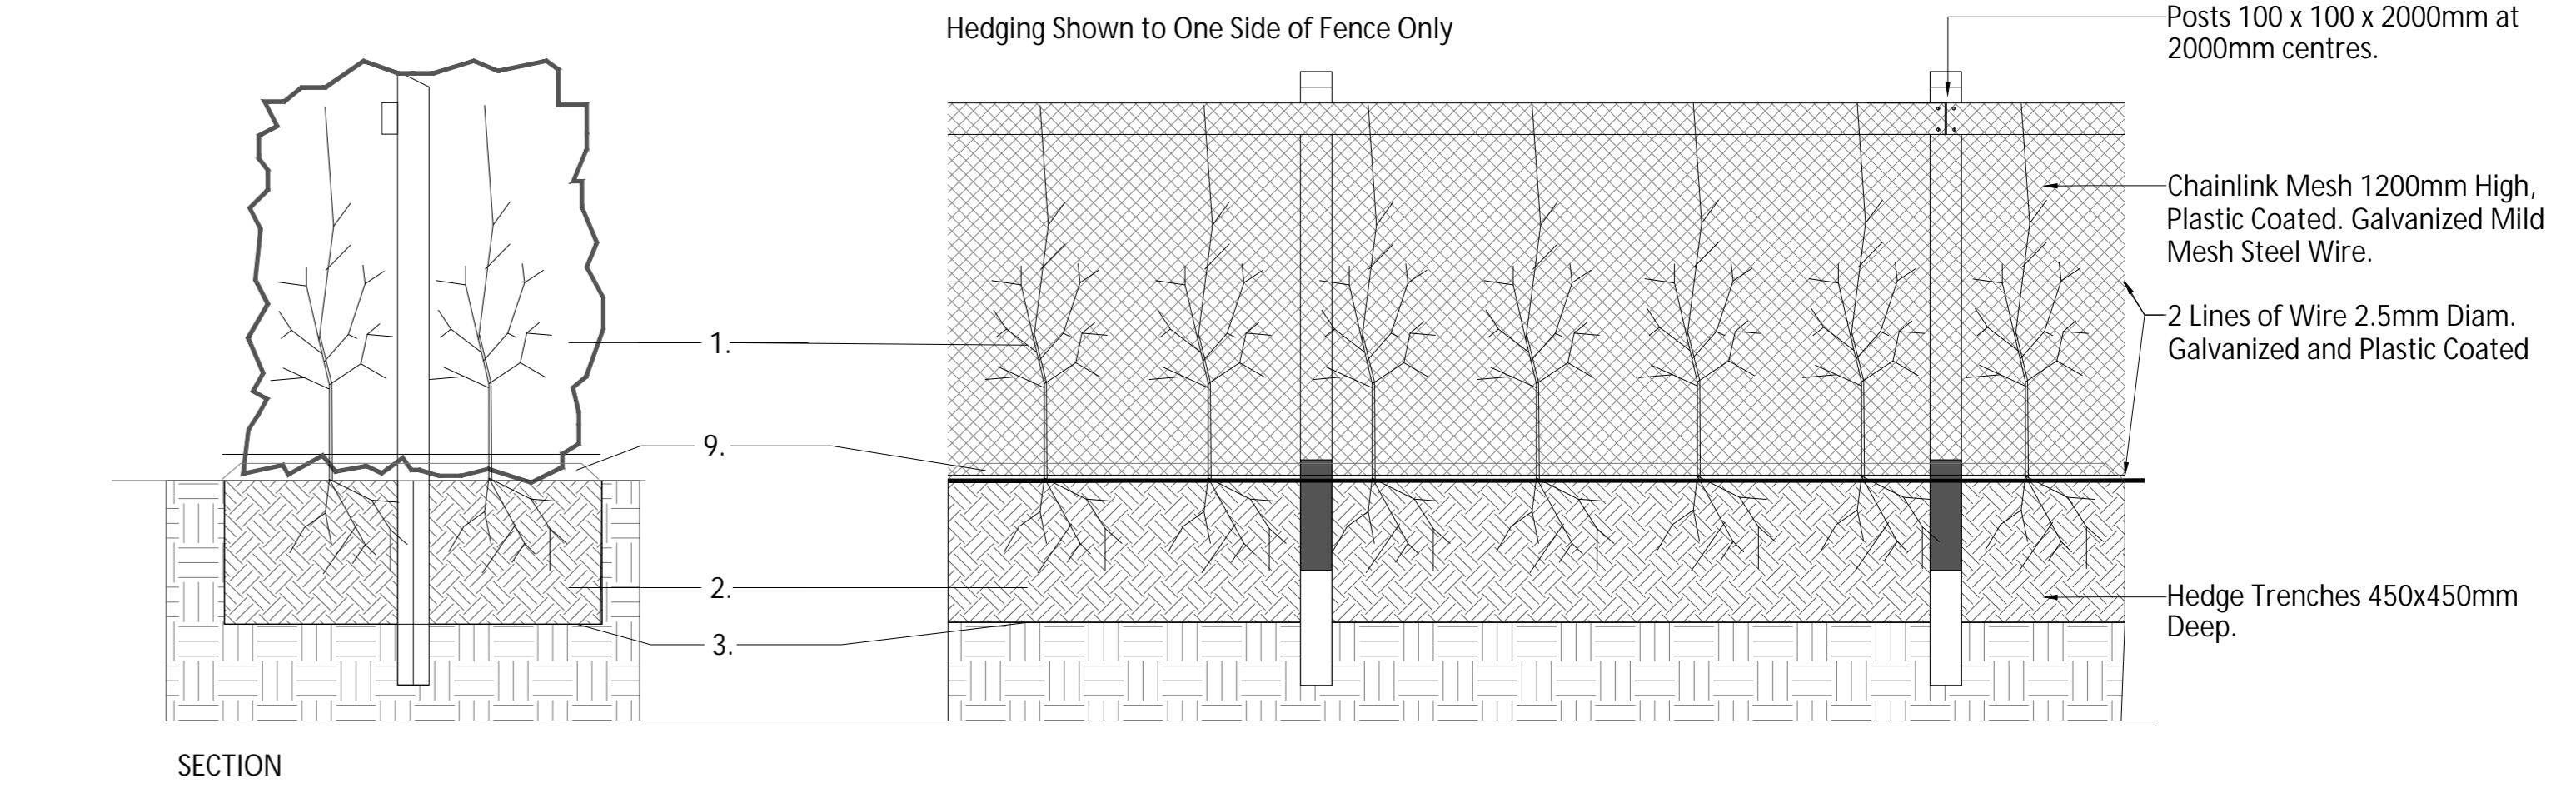 Hedging Shown to One Side of Fence Only
Posts 100 x 100 x 2000mm at
2000mm centres.
Chainlink Mesh 1200mm High,
Plastic Coated. Galvanized Mild
Mesh Steel Wire.
2 Lines of Wire 2.5mm Diam.
Galvanized and Plastic Coated
1.
9.
2.
3.
Hedge Trenches 450x450mm
Deep.
SECTION